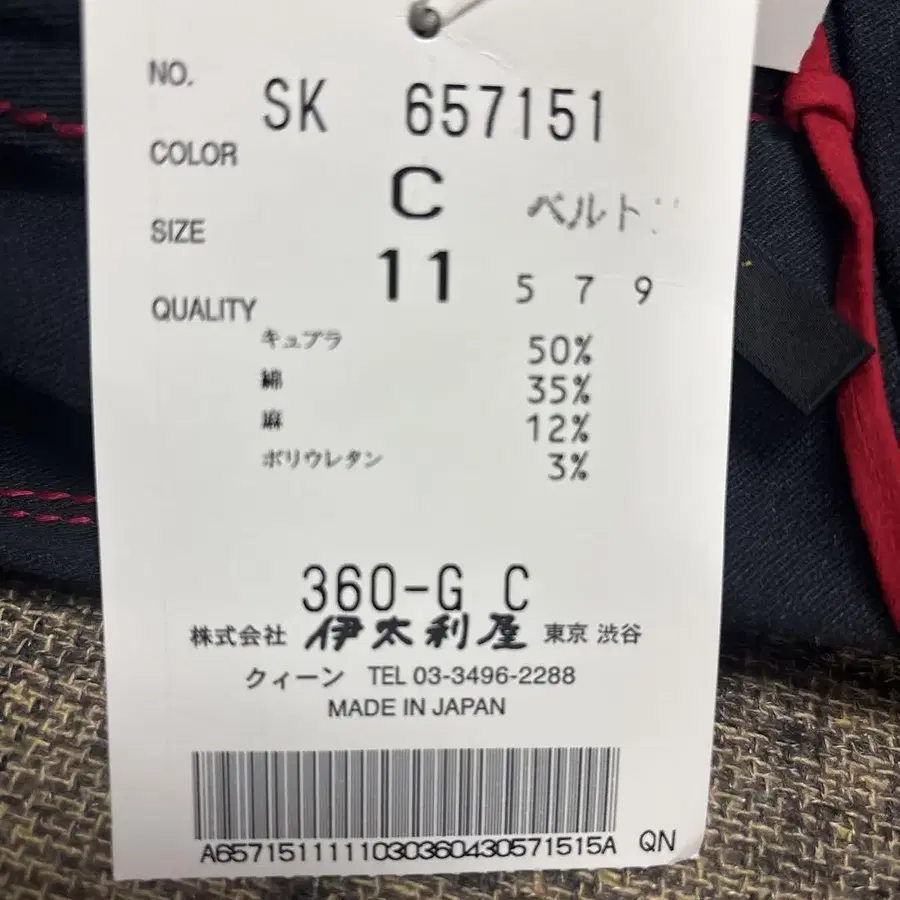 NO. SK 657151
COLOR C ベルト
SIZE 11 5 7 9
QUALITY
キュプラ 50%
綿 35%
麻 12%
ポリウレタン 3%
360-G C
株式会社 伊太利屋 東京 渋谷
クィーン TEL 03-3496-2288
MADE IN JAPAN
A6571511111030360430571515A QN